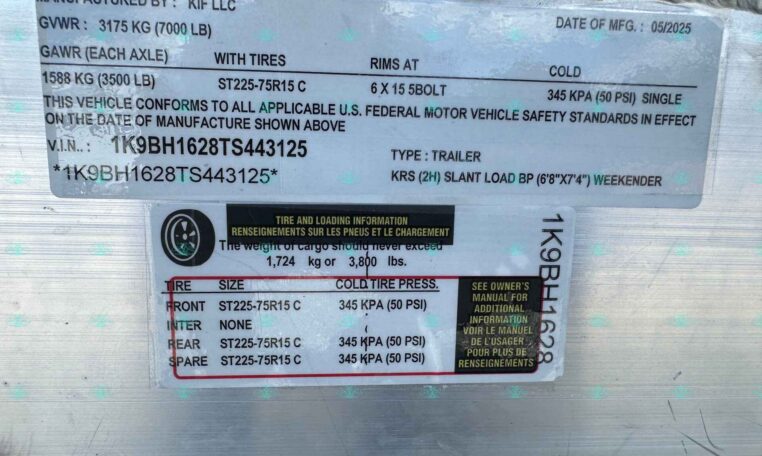 MANUFACTURED BY : KIF LLC
GVWR : 3175 KG (7000 LB)
DATE OF MFG. : 05/2025
GAWR (EACH AXLE) WITH TIRES RIMS AT COLD
1588 KG (3500 LB) ST225-75R15 C 6 X 15 5BOLT 345 KPA (50 PSI) SINGLE
THIS VEHICLE CONFORMS TO ALL APPLICABLE U.S. FEDERAL MOTOR VEHICLE SAFETY STANDARDS IN EFFECT
ON THE DATE OF MANUFACTURE SHOWN ABOVE
V.I.N.. : 1K9BH1628TS443125 TYPE : TRAILER
*1K9BH1628TS443125* KRS (2H) SLANT LOAD BP (6'8"X7'4") WEEKENDER
TIRE AND LOADING INFORMATION
RENSEIGNEMENTS SUR LES PNEUS ET LE CHARGEMENT
The weight of cargo should never exceed
1,724 kg or 3,800 lbs.
TIRE SIZE COLD TIRE PRESS.
FRONT ST225-75R15 C 345 KPA (50 PSI)
INTER NONE
REAR ST225-75R15 C 345 KPA (50 PSI)
SPARE ST225-75R15 C 345 KPA (50 PSI)
SEE OWNER'S
MANUAL FOR
ADDITIONAL
INFORMATION
VOIR LE MANUEL
DE L'USAGER
POUR PLUS DE
RENSEIGNEMENTS
1K9BH1628